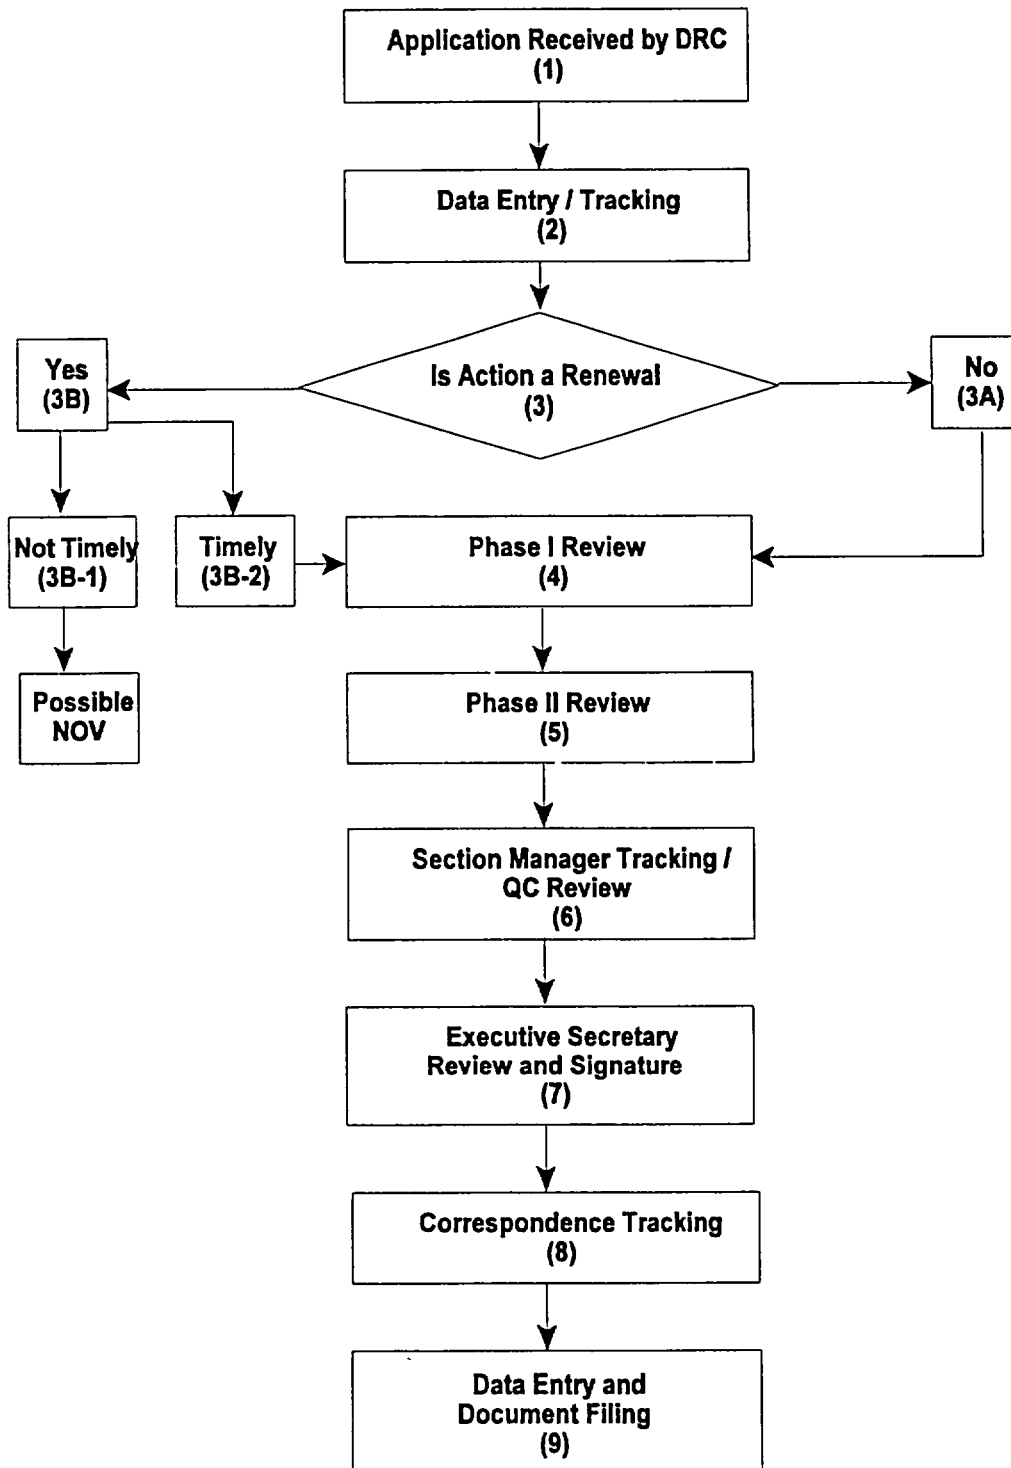 Application Received by DRC
(1)
Data Entry / Tracking
(2)
Is Action a Renewal
(3)
Yes
(3B)
No
(3A)
Not Timely
(3B-1)
Timely
(3B-2)
Phase I Review
(4)
Possible
NOV
Phase II Review
(5)
Section Manager Tracking /
QC Review
(6)
Executive Secretary
Review and Signature
(7)
Correspondence Tracking
(8)
Data Entry and
Document Filing
(9)